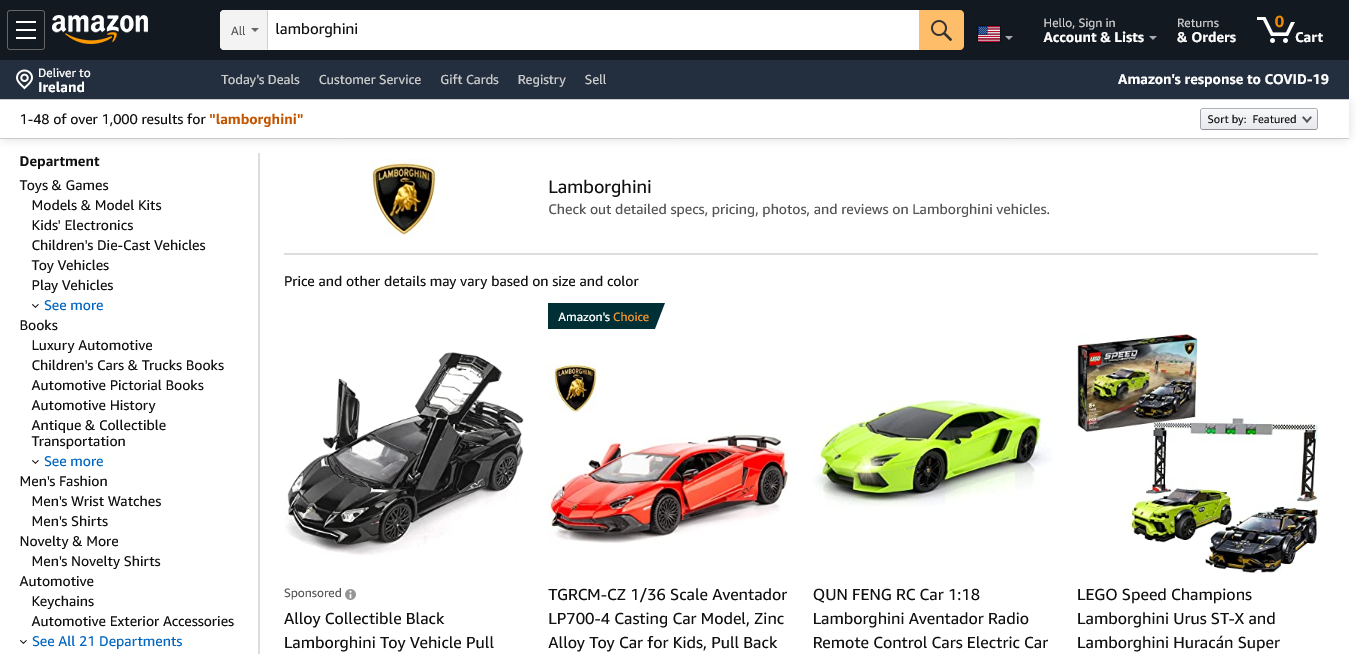 amazon
All
lamborghini
Hello, Sign in
Account & Lists
Returns
& Orders
0
Cart
Deliver to
Ireland
Today's Deals
Customer Service
Gift Cards
Registry
Sell
Amazon's response to COVID-19
1-48 of over 1,000 results for "lamborghini"
Sort by: Featured
Department
Toys & Games
Models & Model Kits
Kids' Electronics
Children's Die-Cast Vehicles
Toy Vehicles
Play Vehicles
See more
Books
Luxury Automotive
Children's Cars & Trucks Books
Automotive Pictorial Books
Automotive History
Antique & Collectible
Transportation
See more
Men's Fashion
Men's Wrist Watches
Men's Shirts
Novelty & More
Men's Novelty Shirts
Automotive
Keychains
Automotive Exterior Accessories
See All 21 Departments
LAMBORGHINI
Lamborghini
Check out detailed specs, pricing, photos, and reviews on Lamborghini vehicles.
Price and other details may vary based on size and color
Sponsored
Alloy Collectible Black
Lamborghini Toy Vehicle Pull
Amazon's Choice
LAMBORGHINI
TGRCM-CZ 1/36 Scale Aventador
LP700-4 Casting Car Model, Zinc
Alloy Toy Car for Kids, Pull Back
QUN FENG RC Car 1:18
Lamborghini Aventador Radio
Remote Control Cars Electric Car
LEGO
SPEED
LEGO Speed Champions
Lamborghini Urus ST-X and
Lamborghini Huracán Super